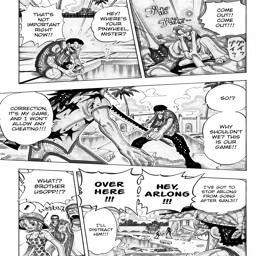 COME
OUT!!
COME
OUT!!
HEY!
WHERE'S
YOUR
PINWHEEL
MISTER?
THAT'S
NOT
IMPORTANT
RIGHT
NOW!!
SO!?
WHY
SHOULDN'T
WE? THIS
IS OUR
GAME!!
CORRECTION,
IT'S MY GAME,
AND I WON'T
ALLOW ANY
CHEATING!!!
I'VE GOT TO
STOP ARLONG
FROM GOING
AFTER SANJI!!
HEY,
ARLONG!
OVER
HERE
!!!
I'LL
DISTRACT
HIM!!!
WHAT!?
BROTHER
USOPP!?